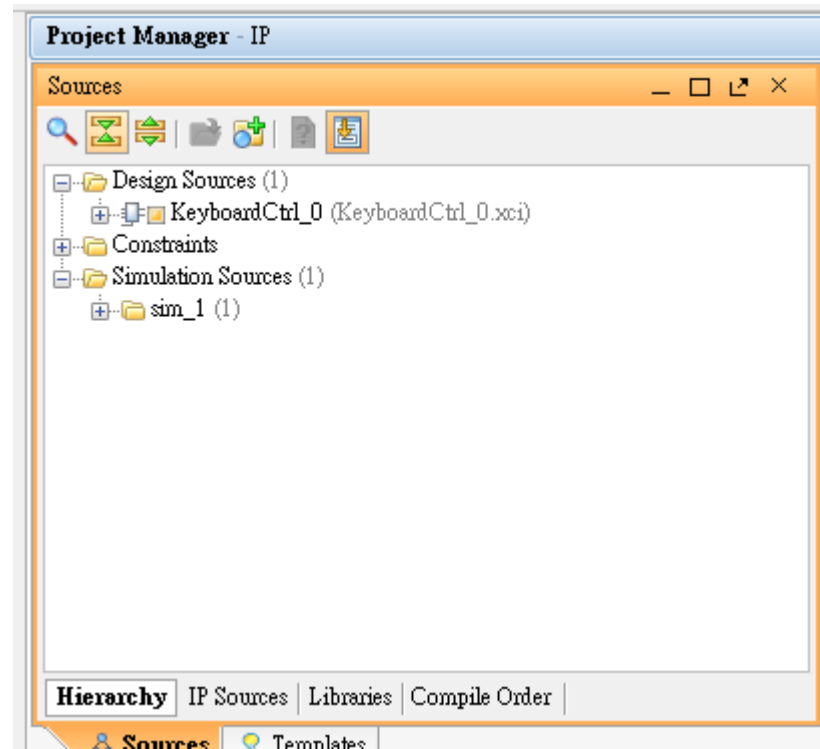 Project Manager - IP
Sources
Design Sources (1)
KeyboardCtrl_0 (KeyboardCtrl_0.xci)
Constraints
Simulation Sources (1)
sim_1 (1)
Hierarchy IP Sources Libraries Compile Order
Sources Templates